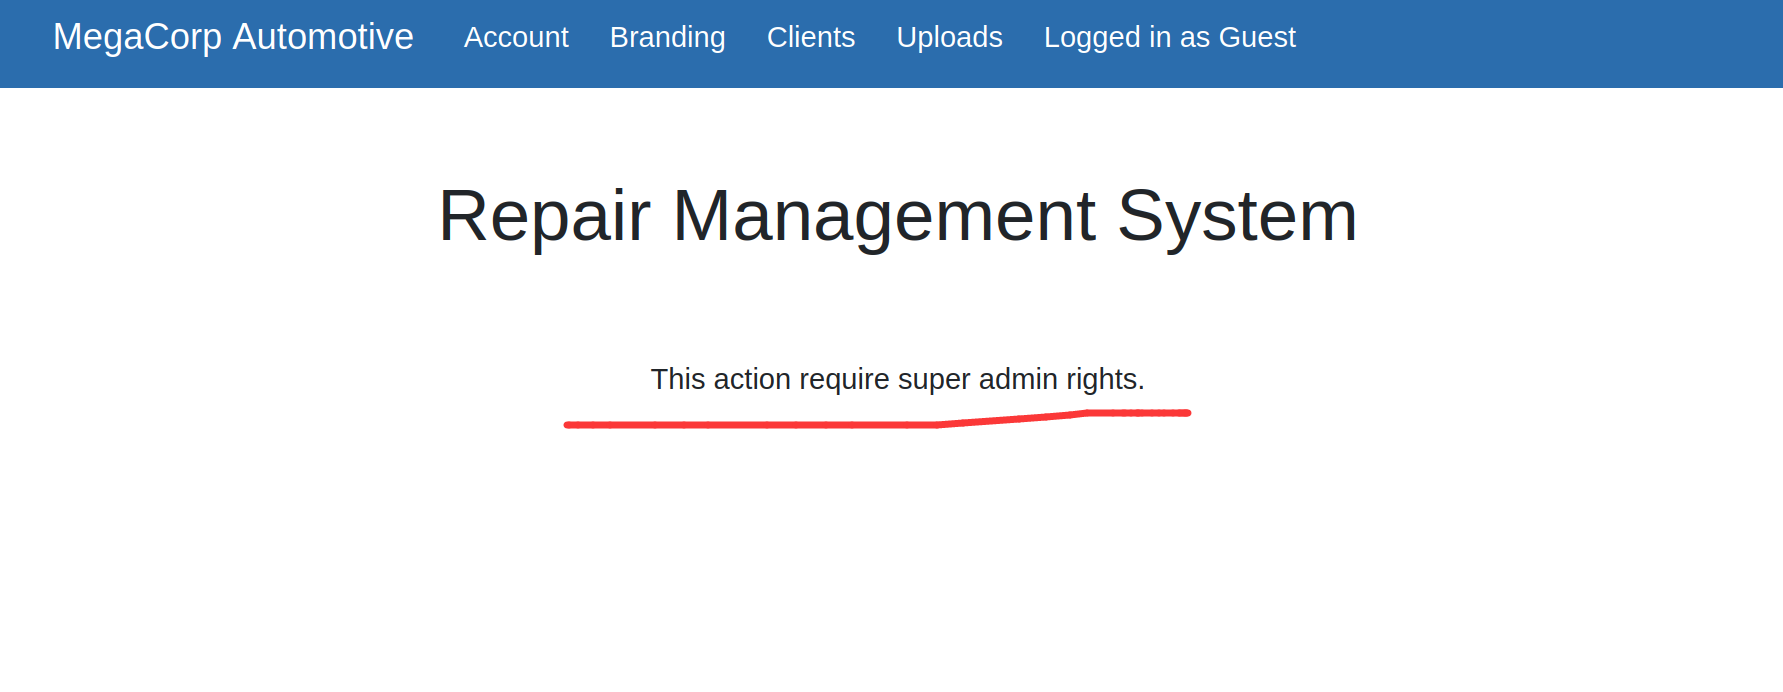 MegaCorp Automotive Account Branding Clients Uploads Logged in as Guest
Repair Management System
This action require super admin rights.